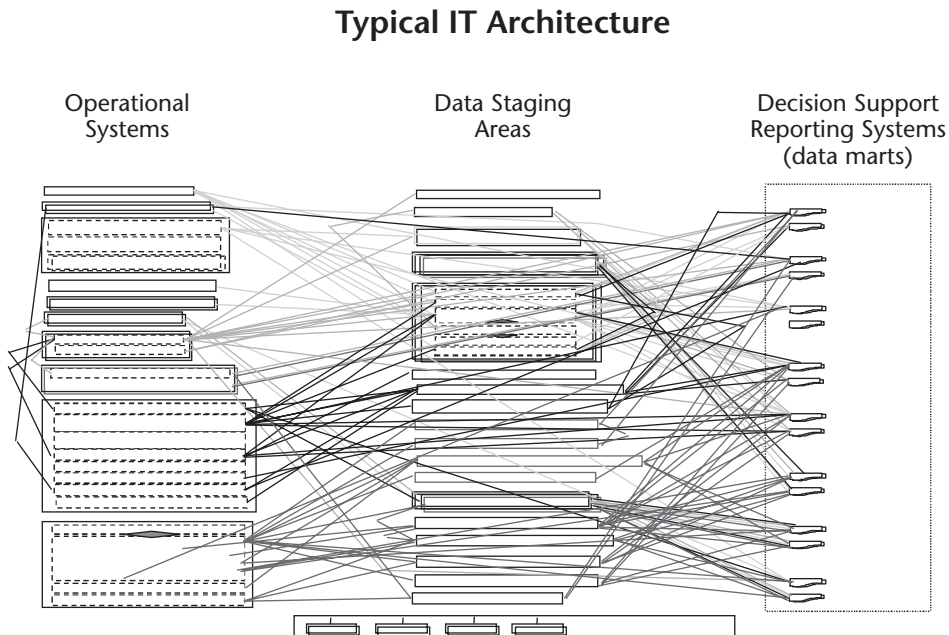 Typical IT Architecture
Operational
Systems
Data Staging
Areas
Decision Support
Reporting Systems
(data marts)